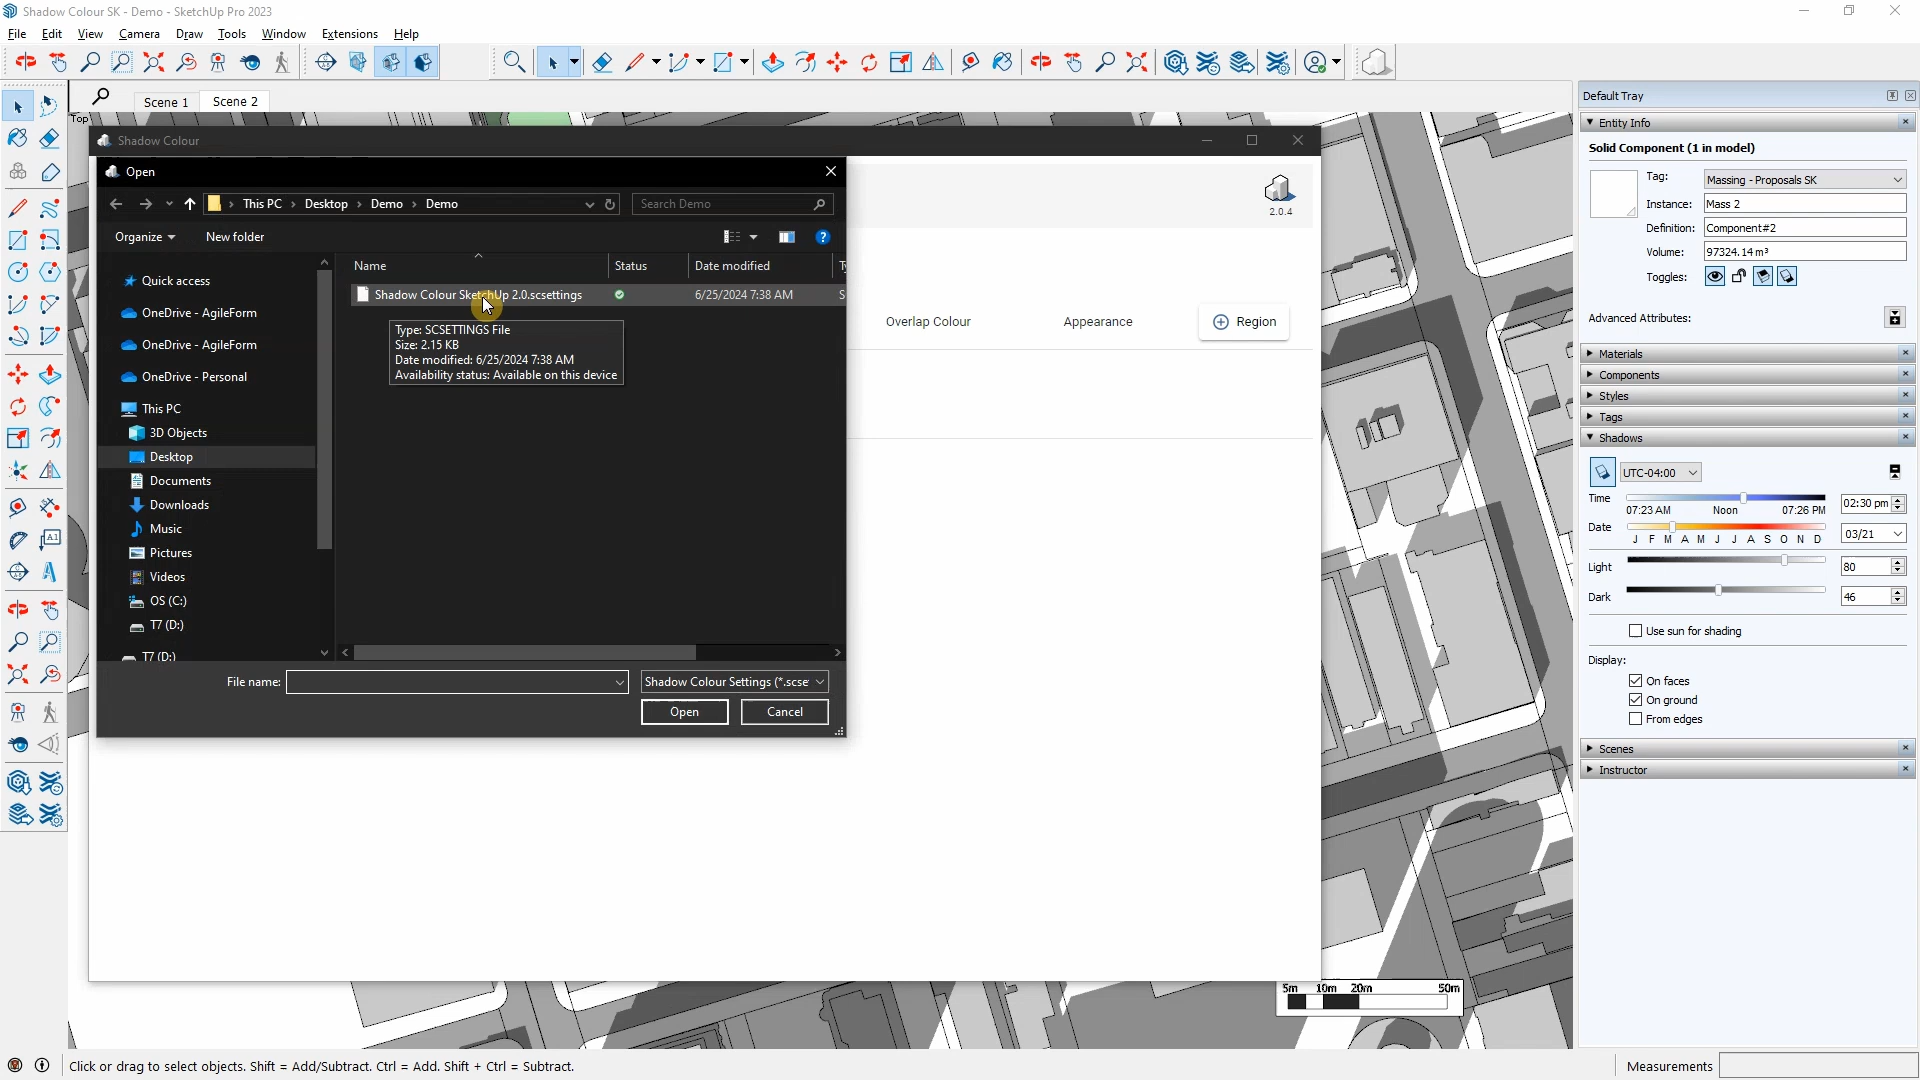 Shadow Colour SK - Demo - SketchUp Pro 2023
File Edit View Camera Draw Tools Window Extensions Help
Scene 1 Scene 2
Top
Shadow Colour
Open
This PC > Desktop > Demo > Demo
Search Demo
2.0.4
Organize New folder
Name Status Date modified
Shadow Colour SketchUp 2.0.scsettings 6/25/2024 7:38 AM S
Type: SCSETTINGS File
Size: 2.15 KB
Date modified: 6/25/2024 7:38 AM
Availability status: Available on this device
Quick access
OneDrive - AgileForm
OneDrive - AgileForm
OneDrive - Personal
This PC
3D Objects
Desktop
Documents
Downloads
Music
Pictures
Videos
OS (C:)
T7 (D:)
T7 (D:)
File name:
Shadow Colour Settings (*.scse
Open Cancel
Overlap Colour Appearance Region
Default Tray
Entity Info
Solid Component (1 in model)
Tag: Massing - Proposals SK
Instance: Mass 2
Definition: Component#2
Volume: 97324.14 m³
Toggles:
Advanced Attributes:
Materials
Components
Styles
Tags
Shadows
UTC-04:00
Time 02:30 pm
07:23 AM Noon 07:26 PM
Date 03/21
J F M A M J J A S O N D
Light 80
Dark 46
Use sun for shading
Display:
On faces
On ground
From edges
Scenes
Instructor
5m 10m 20m 50m
Click or drag to select objects. Shift = Add/Subtract. Ctrl = Add. Shift + Ctrl = Subtract.
Measurements